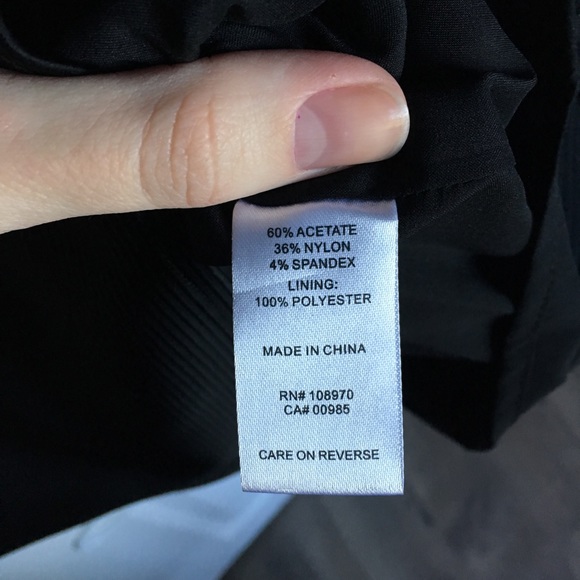 60% ACETATE
36% NYLON
4% SPANDEX
LINING:
100% POLYESTER
MADE IN CHINA
RN# 108970
CA# 00985
CARE ON REVERSE